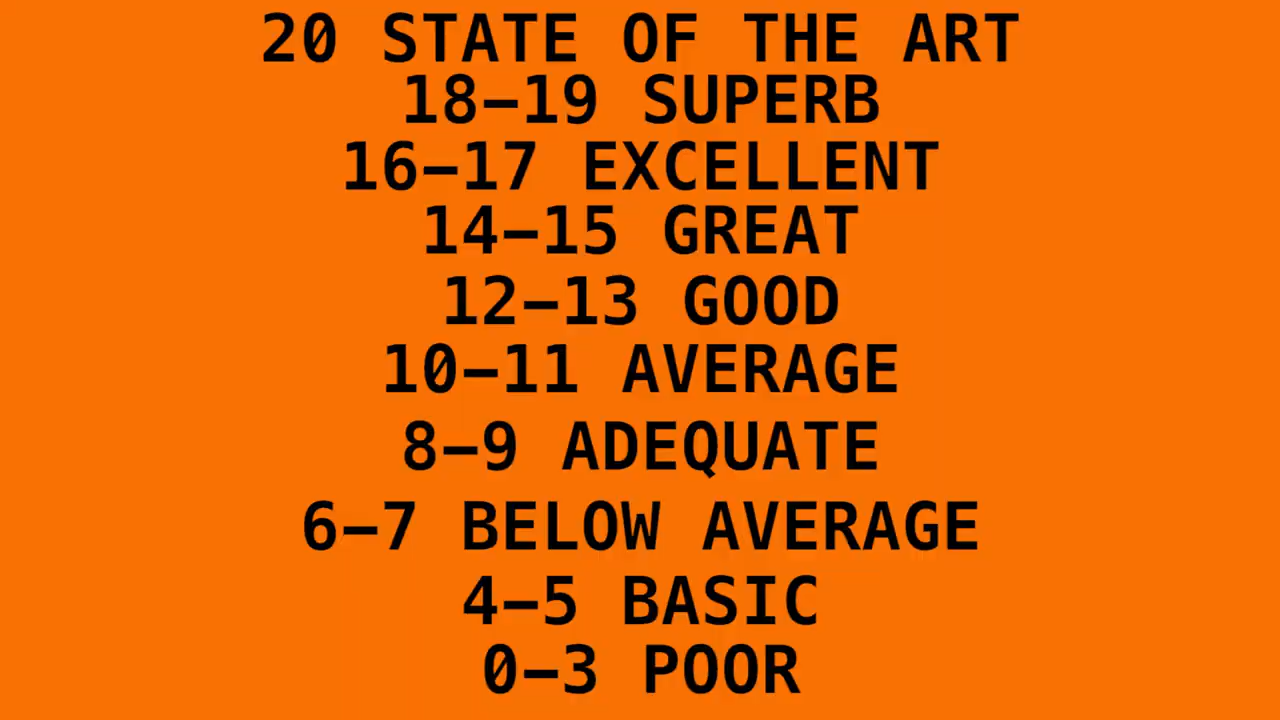 20 STATE OF THE ART
18–19 SUPERB
16–17 EXCELLENT
14–15 GREAT
12–13 GOOD
10–11 AVERAGE
8–9 ADEQUATE
6–7 BELOW AVERAGE
4–5 BASIC
0–3 POOR